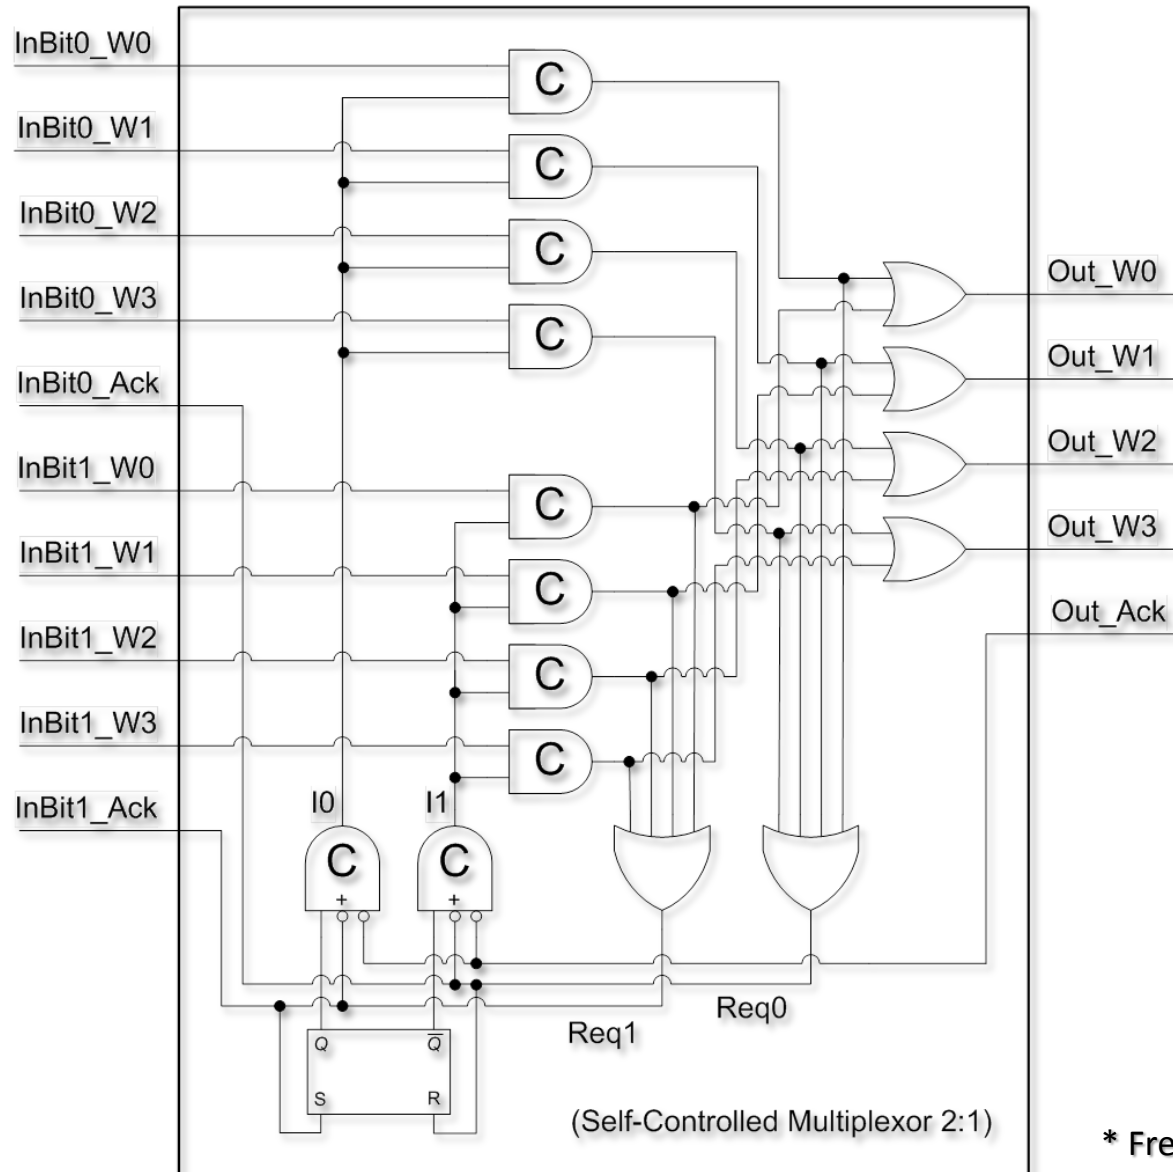 InBit0_W0
C
InBit0_W1
C
InBit0_W2
C
InBit0_W3
C
InBit0_Ack
InBit1_W0
C
InBit1_W1
C
InBit1_W2
C
InBit1_W3
C
InBit1_Ack
Out_W0
Out_W1
Out_W2
Out_W3
Out_Ack
I0 I1
C C
+ +
Req1 Req0
Q Q̅
S R
(Self-Controlled Multiplexor 2:1)
* Fre